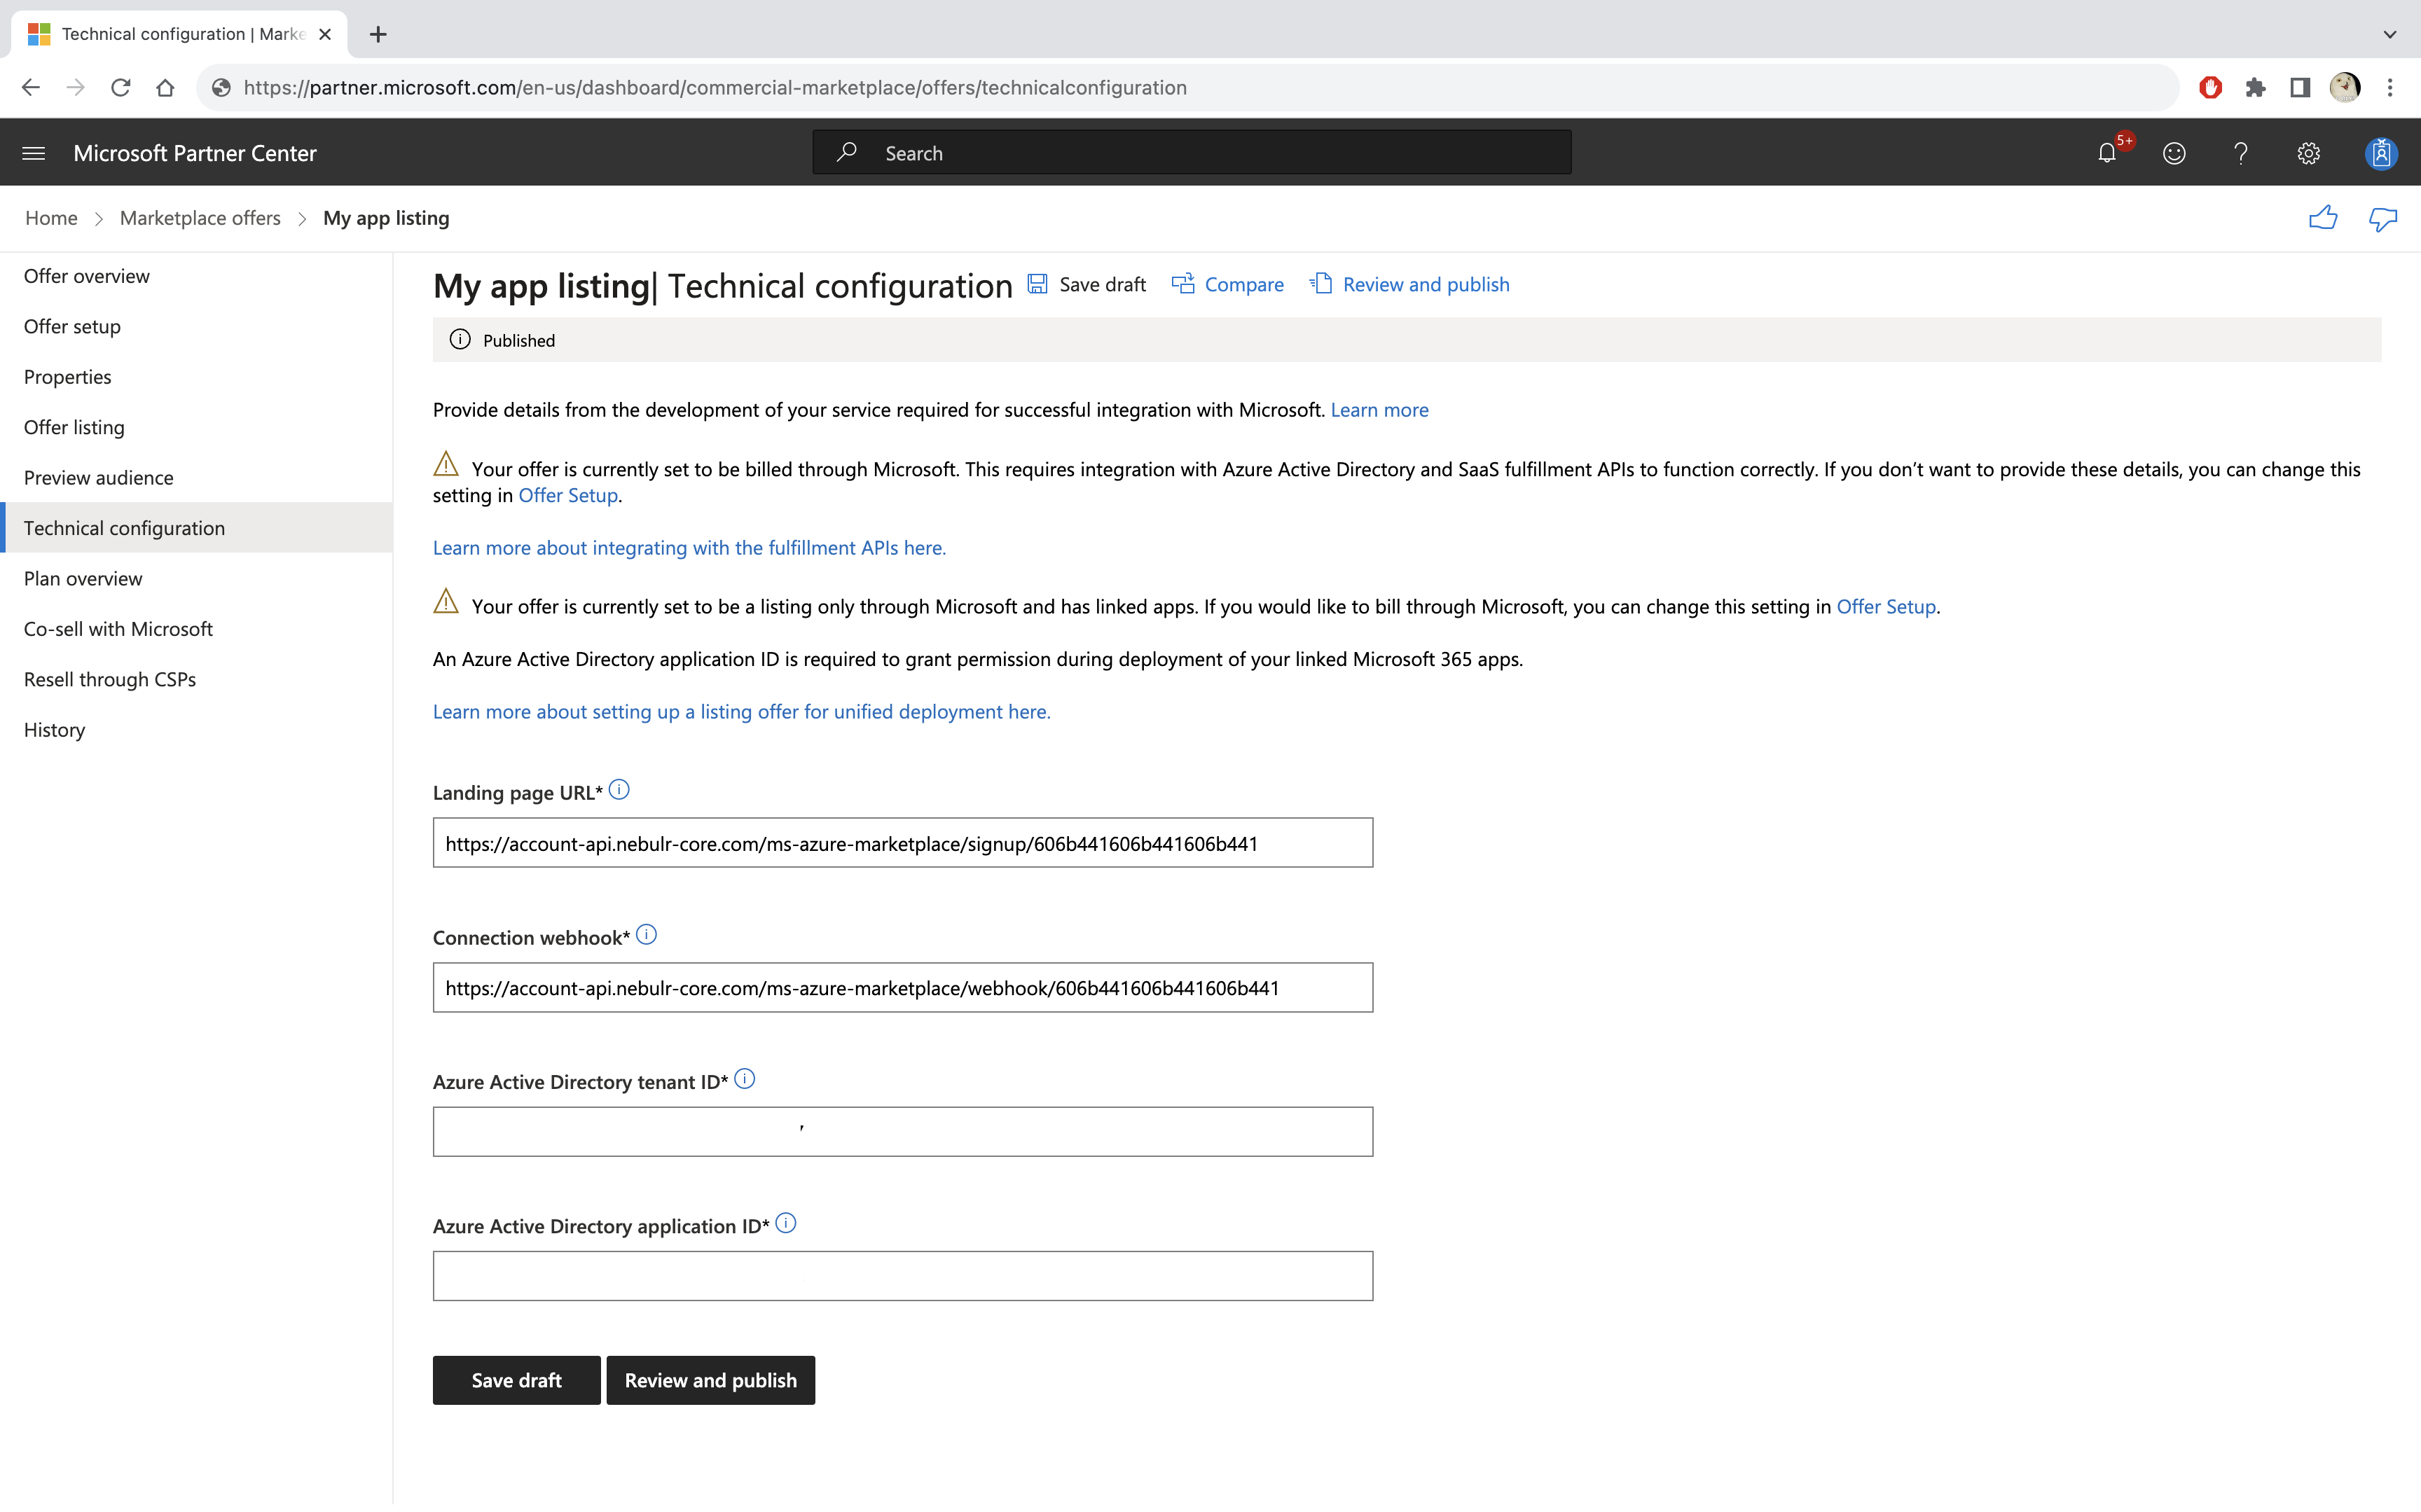 Technical configuration | Marke
https://partner.microsoft.com/en-us/dashboard/commercial-marketplace/offers/technicalconfiguration
Microsoft Partner Center
Search
5+
Home > Marketplace offers > My app listing
Offer overview
Offer setup
Properties
Offer listing
Preview audience
Technical configuration
Plan overview
Co-sell with Microsoft
Resell through CSPs
History
My app listing| Technical configuration
Save draft
Compare
Review and publish
Published
Provide details from the development of your service required for successful integration with Microsoft. Learn more
Your offer is currently set to be billed through Microsoft. This requires integration with Azure Active Directory and SaaS fulfillment APIs to function correctly. If you don't want to provide these details, you can change this
setting in Offer Setup.
Learn more about integrating with the fulfillment APIs here.
Your offer is currently set to be a listing only through Microsoft and has linked apps. If you would like to bill through Microsoft, you can change this setting in Offer Setup.
An Azure Active Directory application ID is required to grant permission during deployment of your linked Microsoft 365 apps.
Learn more about setting up a listing offer for unified deployment here.
Landing page URL*
https://account-api.nebulr-core.com/ms-azure-marketplace/signup/606b441606b441606b441
Connection webhook*
https://account-api.nebulr-core.com/ms-azure-marketplace/webhook/606b441606b441606b441
Azure Active Directory tenant ID*
Azure Active Directory application ID*
Save draft
Review and publish